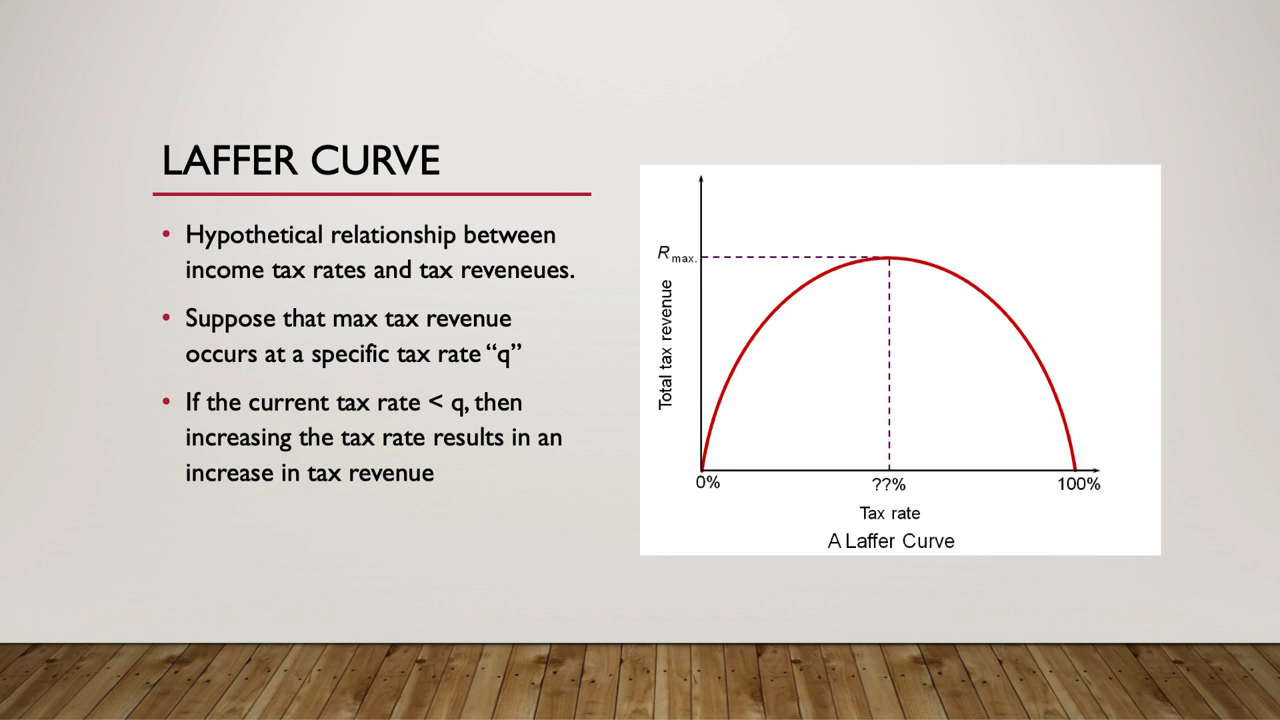 LAFFER CURVE
• Hypothetical relationship between
income tax rates and tax reveneues.
• Suppose that max tax revenue
occurs at a specific tax rate “q”
• If the current tax rate < q, then
increasing the tax rate results in an
increase in tax revenue
R max.
Total tax revenue
0%
??%
100%
Tax rate
A Laffer Curve